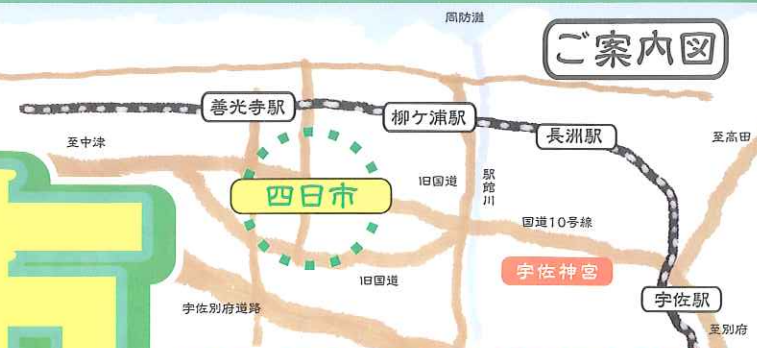 周防灘
ご案内図
善光寺駅
柳ケ浦駅
長洲駅
至中津
至高田
四日市
旧国道
駅館川
国道10号線
宇佐神宮
旧国道
宇佐別府道路
宇佐駅
至別府